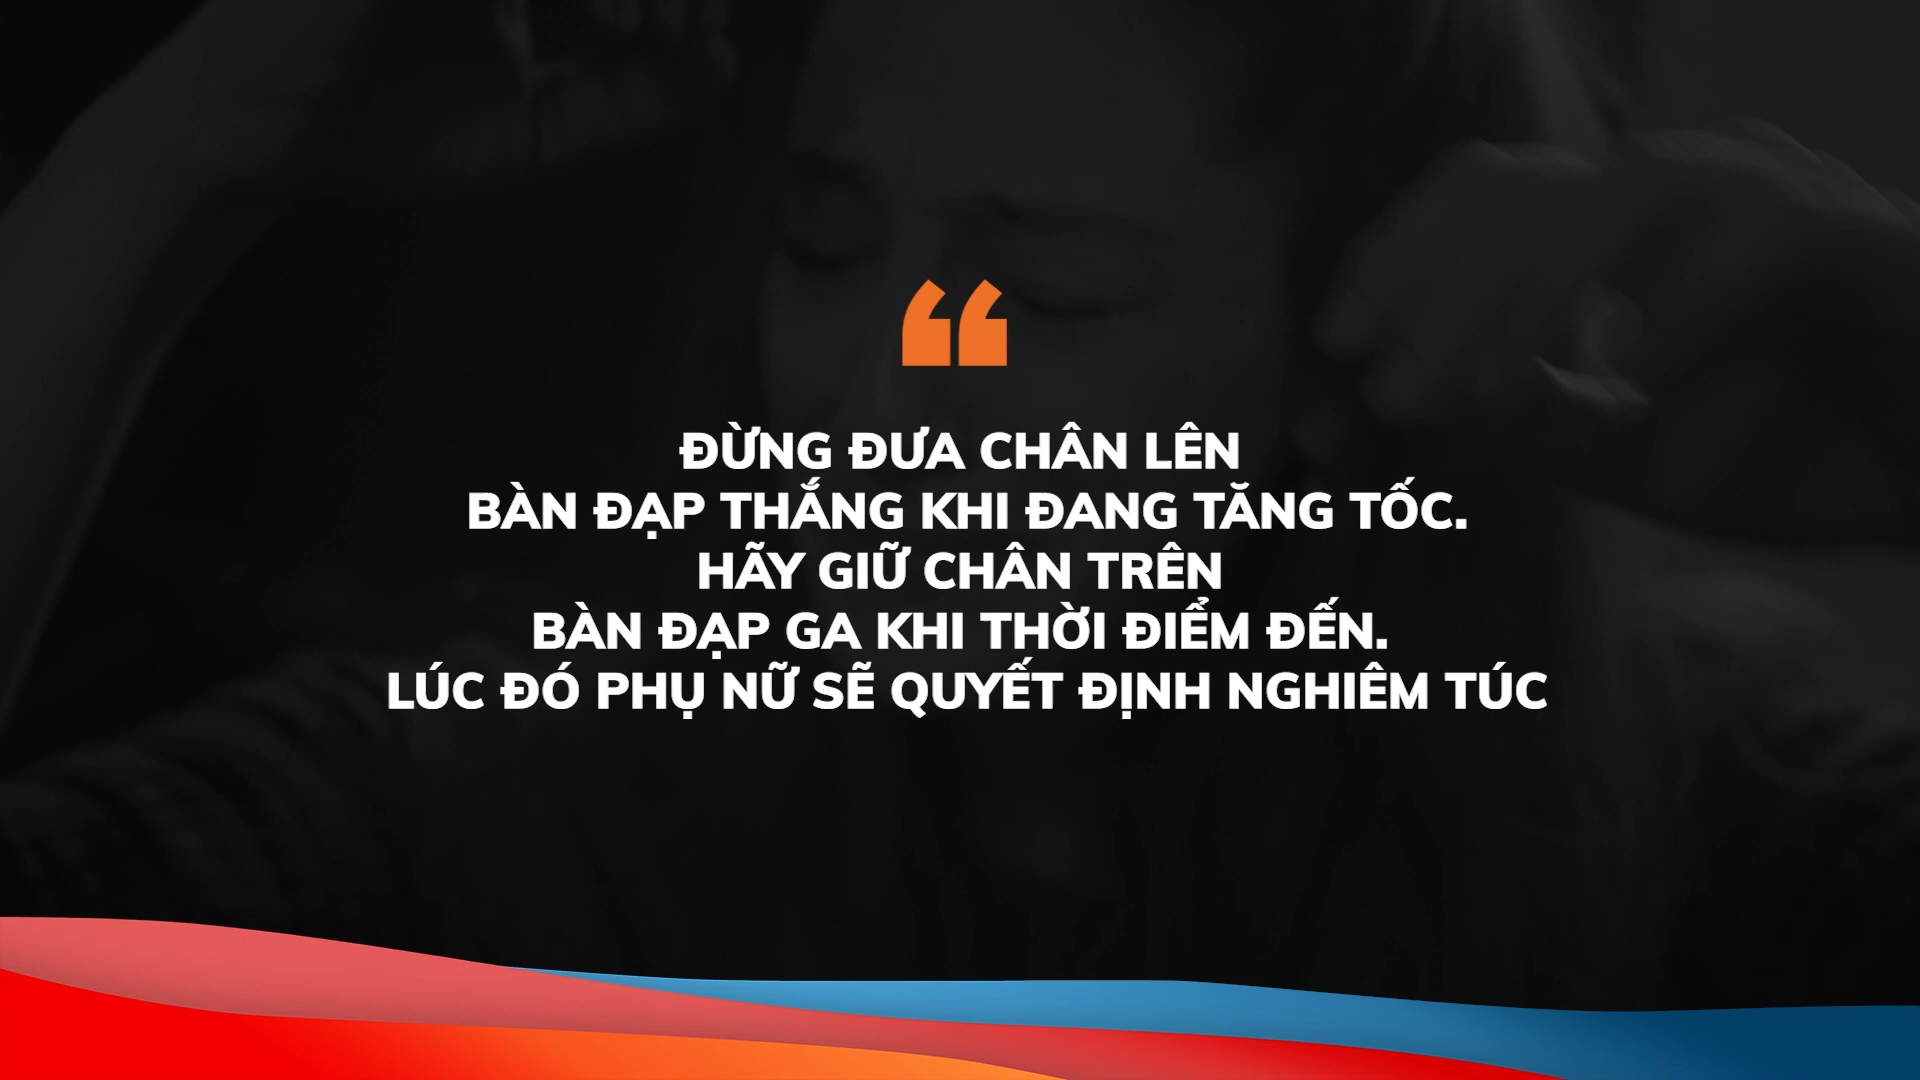 “
ĐỪNG ĐƯA CHÂN LÊN
BÀN ĐẠP THẮNG KHI ĐANG TĂNG TỐC.
HÃY GIỮ CHÂN TRÊN
BÀN ĐẠP GA KHI THỜI ĐIỂM ĐẾN.
LÚC ĐÓ PHỤ NỮ SẼ QUYẾT ĐỊNH NGHIÊM TÚC